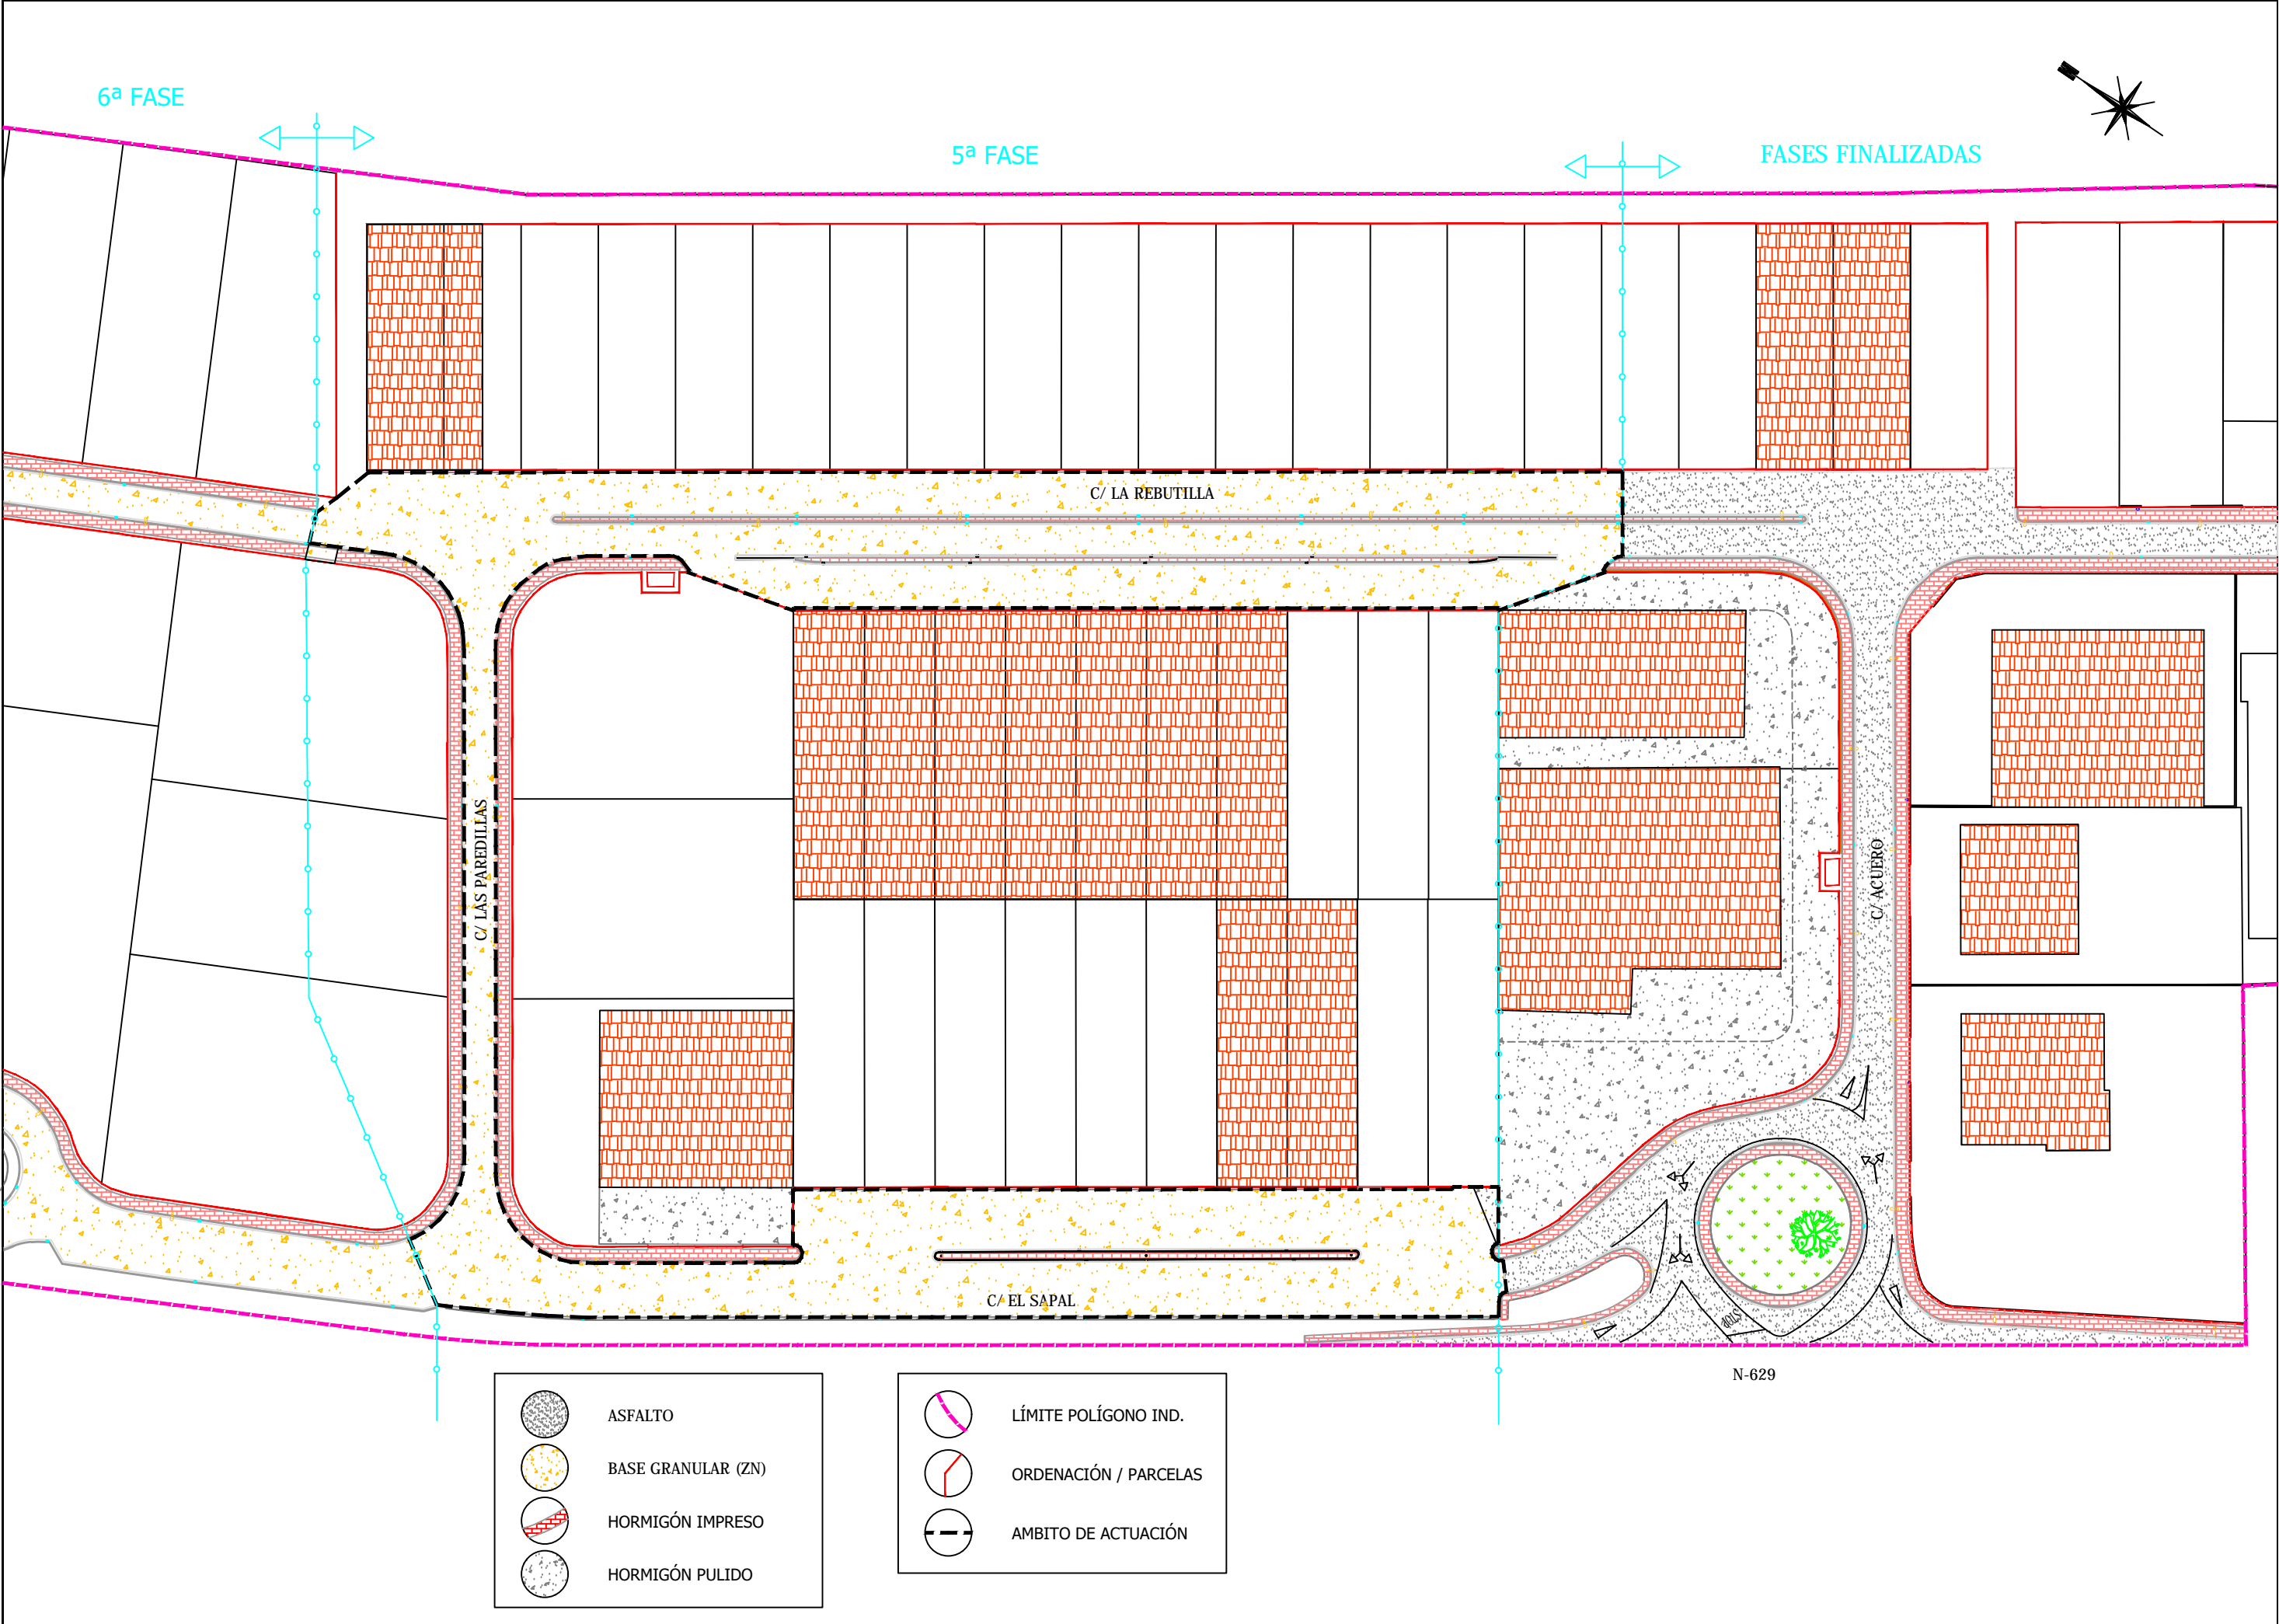 6ª FASE
5ª FASE
FASES FINALIZADAS
C/ LA REBUTILLA
C/ LAS PAREDILLAS
C/ ACUERO
C/ EL SAPAL
STOP
N-629
ASFALTO
BASE GRANULAR (ZN)
HORMIGÓN IMPRESO
HORMIGÓN PULIDO
LÍMITE POLÍGONO IND.
ORDENACIÓN / PARCELAS
AMBITO DE ACTUACIÓN